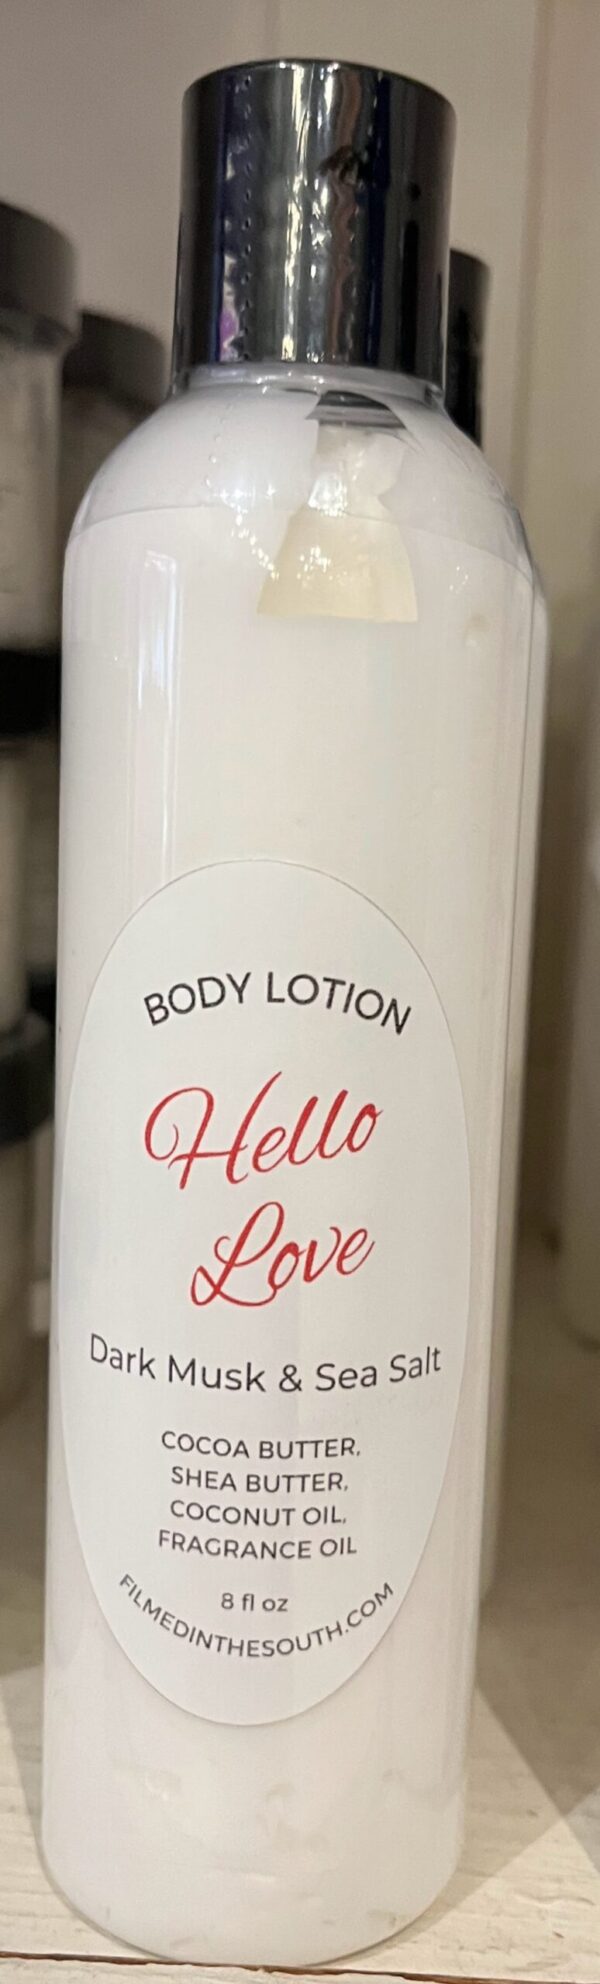 BODY LOTION
Hello
Love
Dark Musk & Sea Salt
COCOA BUTTER,
SHEA BUTTER,
COCONUT OIL,
FRAGRANCE OIL
8 fl oz
FILMEDINTHESOUTH.COM